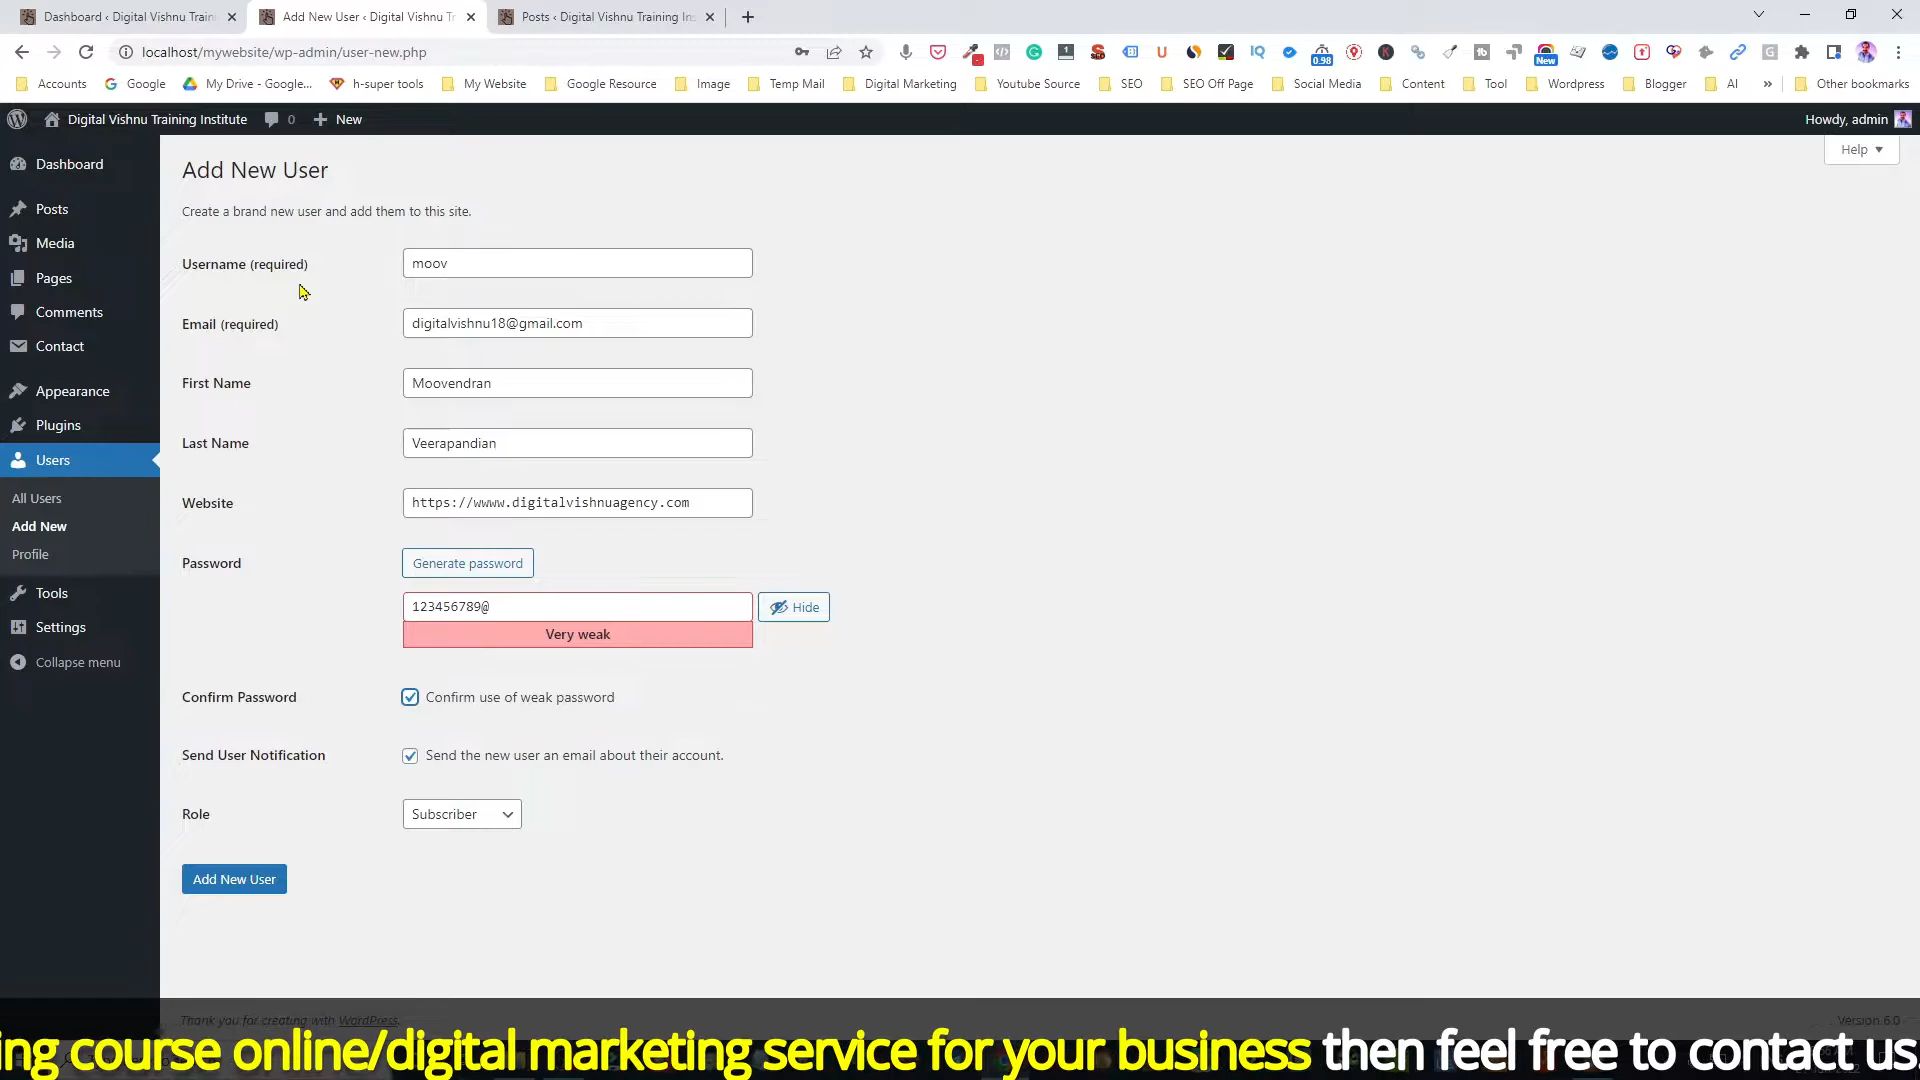 Dashboard ‹ Digital Vishnu Train
Add New User ‹ Digital Vishnu Tr
Posts ‹ Digital Vishnu Training Ins
localhost/mywebsite/wp-admin/user-new.php
0.98
New
Accounts
Google
My Drive - Google...
h-super tools
My Website
Google Resource
Image
Temp Mail
Digital Marketing
Youtube Source
SEO
SEO Off Page
Social Media
Content
Tool
Wordpress
Blogger
AI
»
Other bookmarks
Digital Vishnu Training Institute
0
New
Howdy, admin
Help
Dashboard
Posts
Media
Pages
Comments
Contact
Appearance
Plugins
Users
All Users
Add New
Profile
Tools
Settings
Collapse menu
Add New User
Create a brand new user and add them to this site.
Username (required)
moov
Email (required)
digitalvishnu18@gmail.com
First Name
Moovendran
Last Name
Veerapandian
Website
https://wwww.digitalvishnuagency.com
Password
Generate password
123456789@
Hide
Very weak
Confirm Password
Confirm use of weak password
Send User Notification
Send the new user an email about their account.
Role
Subscriber
Add New User
Thank you for creating with WordPress.
Version 6.0
ing course online/digital marketing service for your business then feel free to contact us